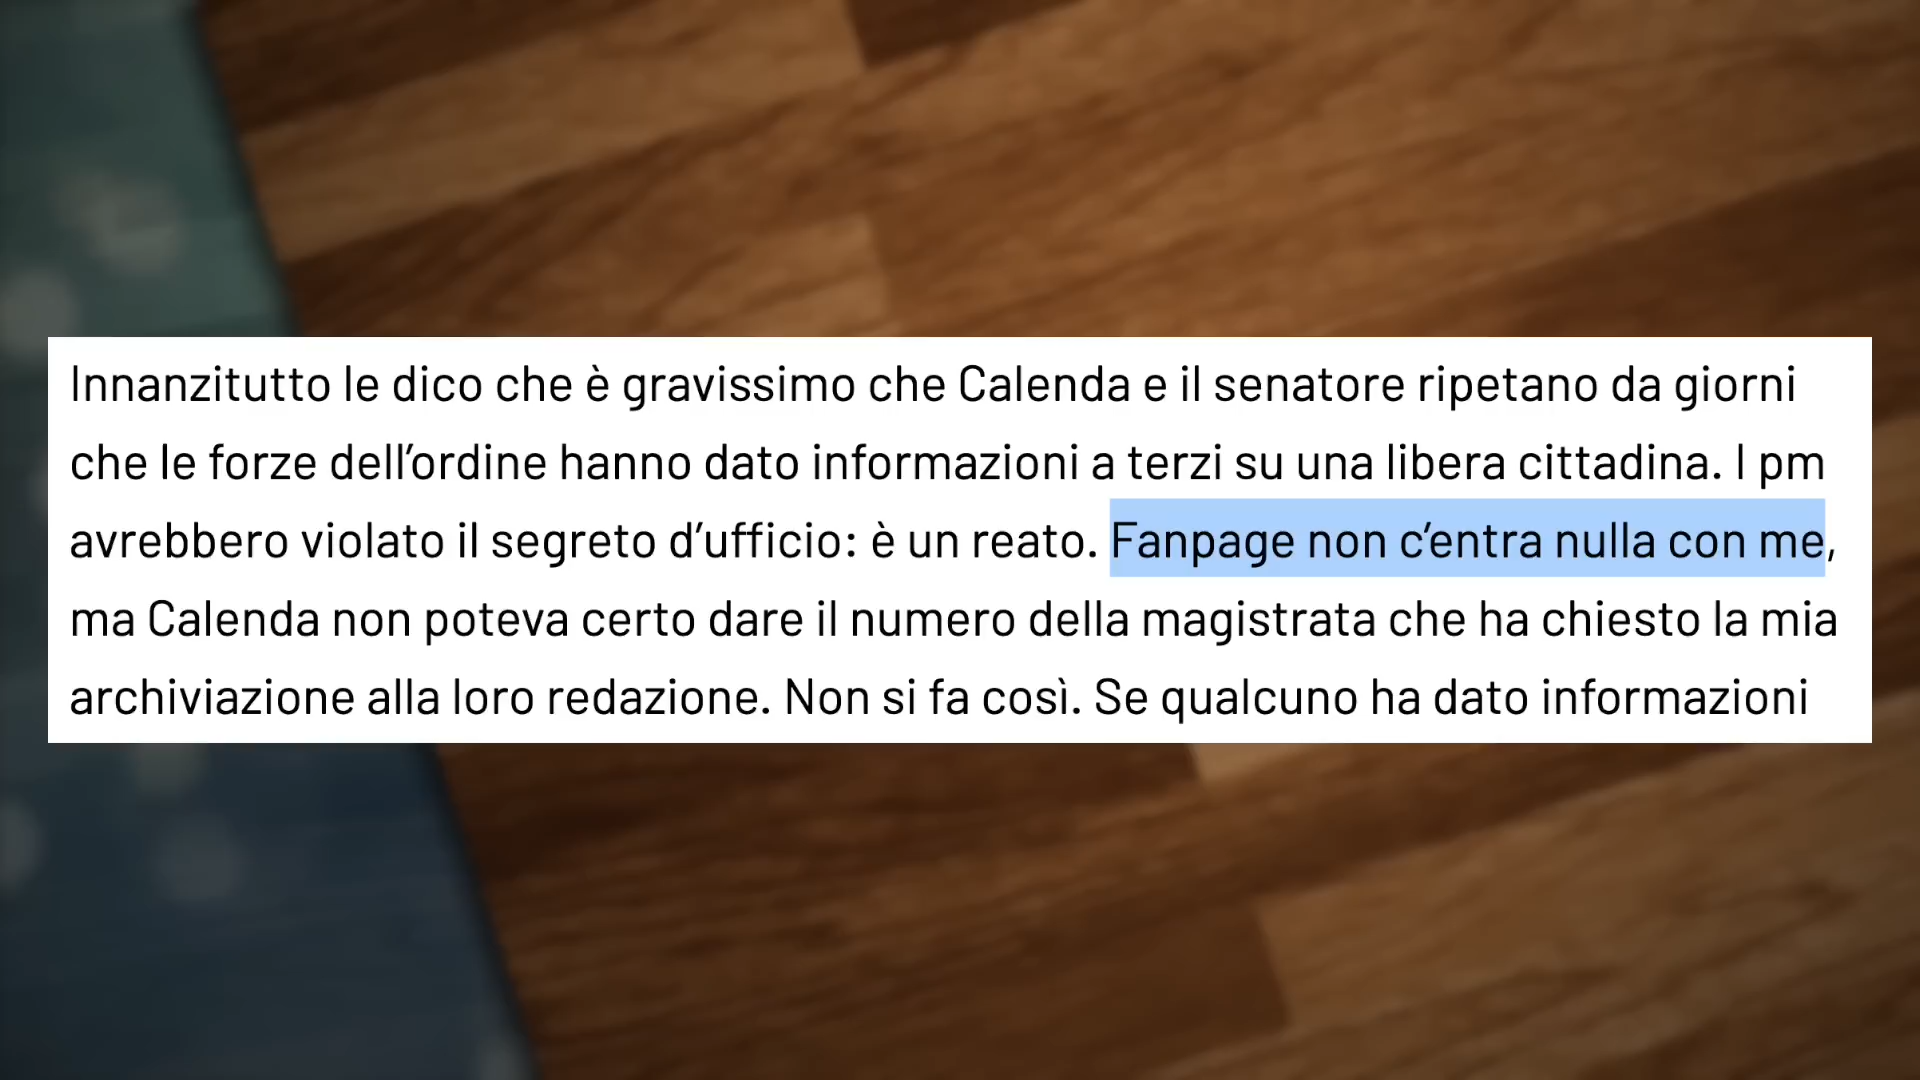 Innanzitutto le dico che è gravissimo che Calenda e il senatore ripetano da giorni
che le forze dell’ordine hanno dato informazioni a terzi su una libera cittadina. I pm
avrebbero violato il segreto d’ufficio: è un reato. Fanpage non c’entra nulla con me,
ma Calenda non poteva certo dare il numero della magistrata che ha chiesto la mia
archiviazione alla loro redazione. Non si fa così. Se qualcuno ha dato informazioni